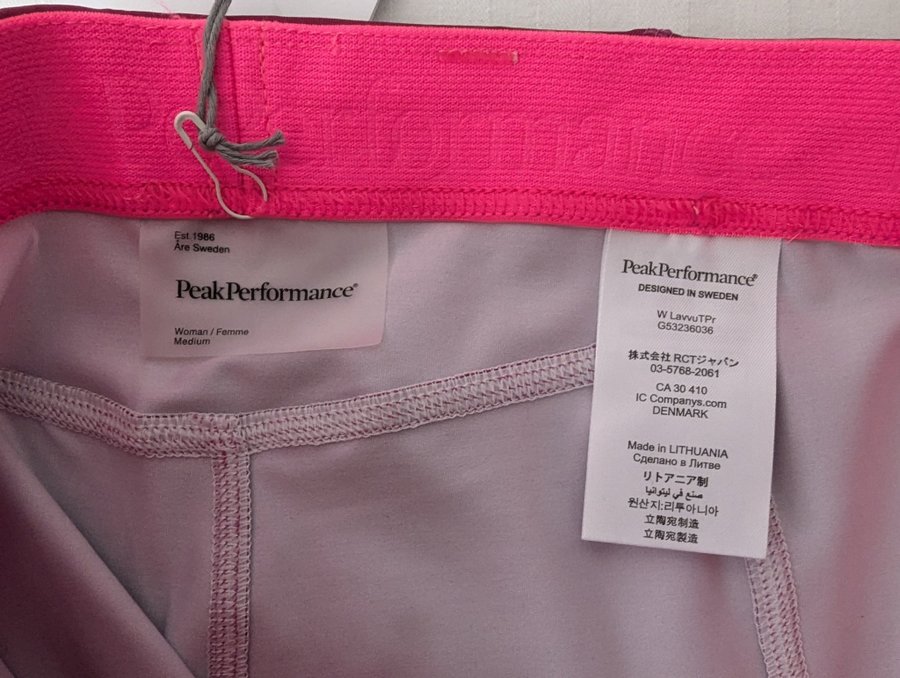 Peak Performance
Est.1986
Åre Sweden
PeakPerformance®
Woman / Femme
Medium
PeakPerformance®
DESIGNED IN SWEDEN
W LavvuTPr
G53236036
株式会社 RCTジャパン
03-5768-2061
CA 30 410
IC Companys.com
DENMARK
Made in LITHUANIA
Сделано в Литве
リトアニア制
صنع في ليتوانيا
원산지:리투아니아
立陶宛制造
立陶宛製造